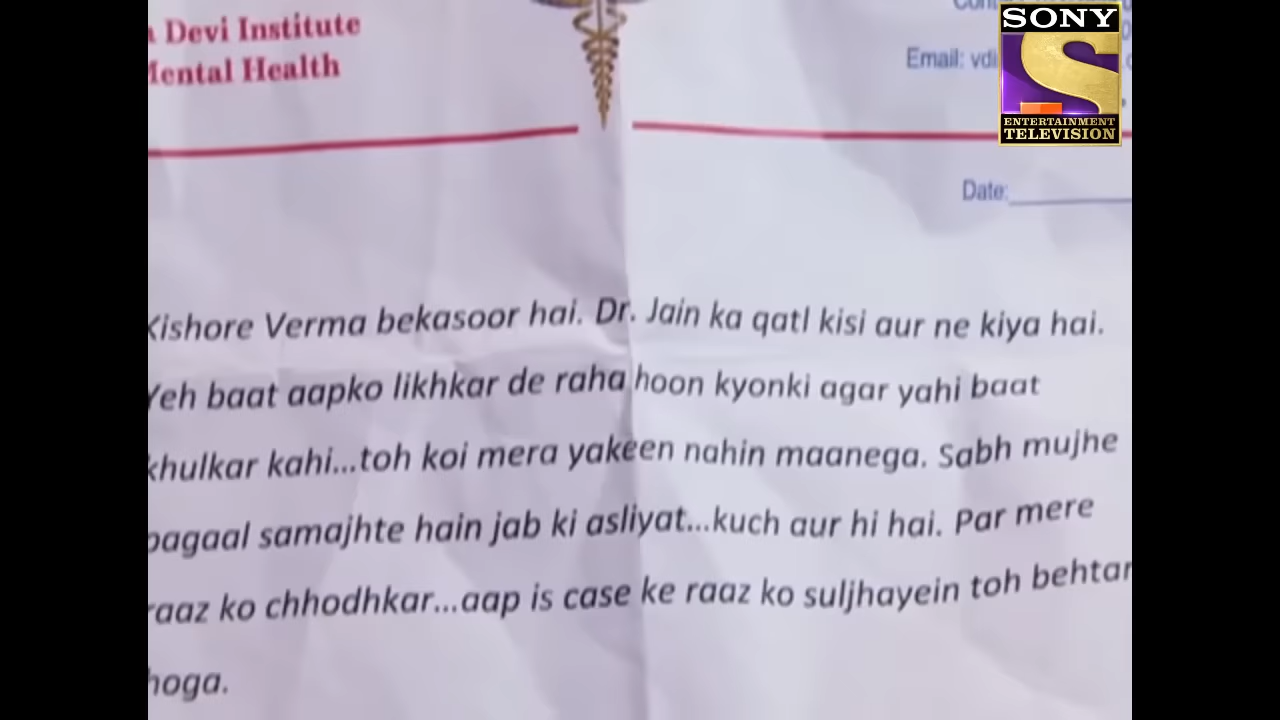 Devi Institute
Mental Health
Email: vdi
SONY
ENTERTAINMENT
TELEVISION
Date:
Kishore Verma bekasoor hai. Dr. Jain ka qatl kisi aur ne kiya hai.
Yeh baat aapko likhkar de raha hoon kyonki agar yahi baat
khulkar kahi...toh koi mera yakeen nahin maanega. Sabh mujhe
pagaal samajhte hain jab ki asliyat...kuch aur hi hai. Par mere
raaz ko chhodhkar...aap is case ke raaz ko suljhayein toh behtar
hoga.